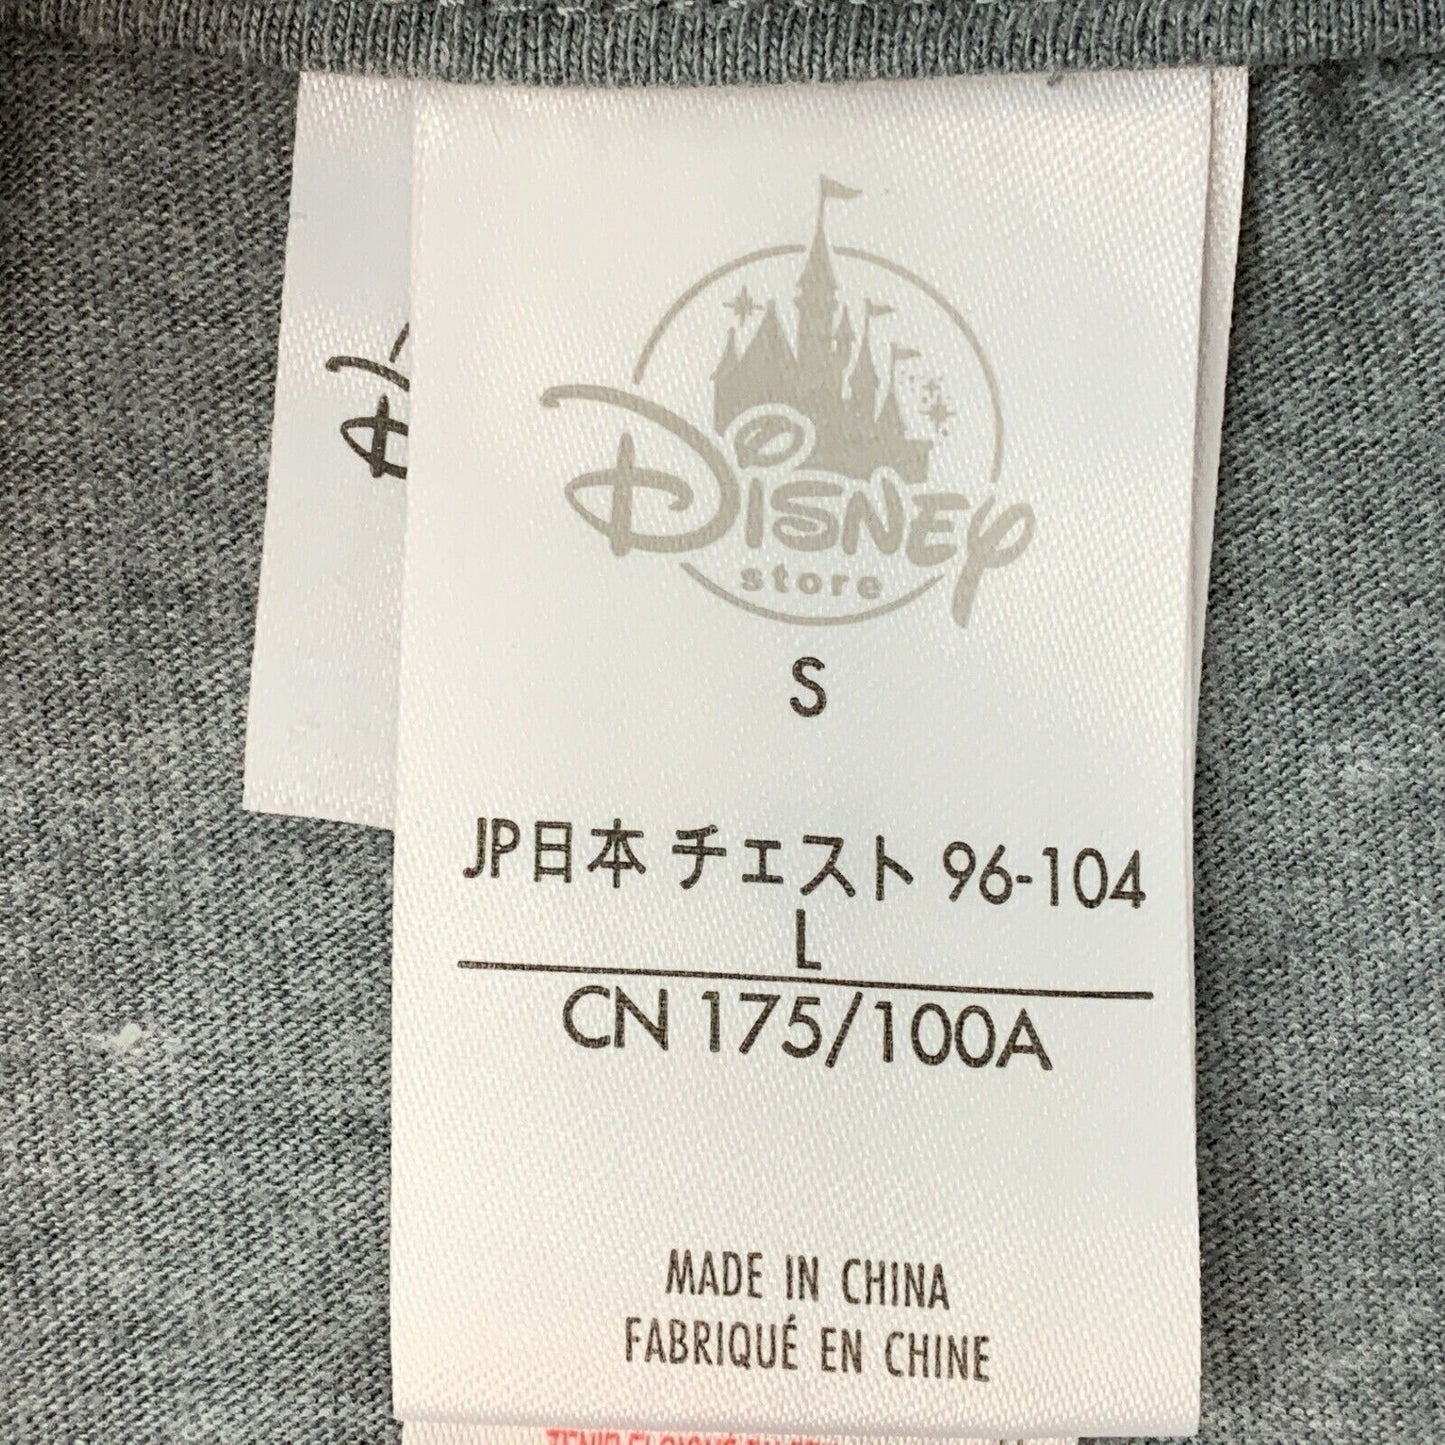 Disney
store
S
JP日本 チェスト 96-104
L
CN 175/100A
MADE IN CHINA
FABRIQUÉ EN CHINE